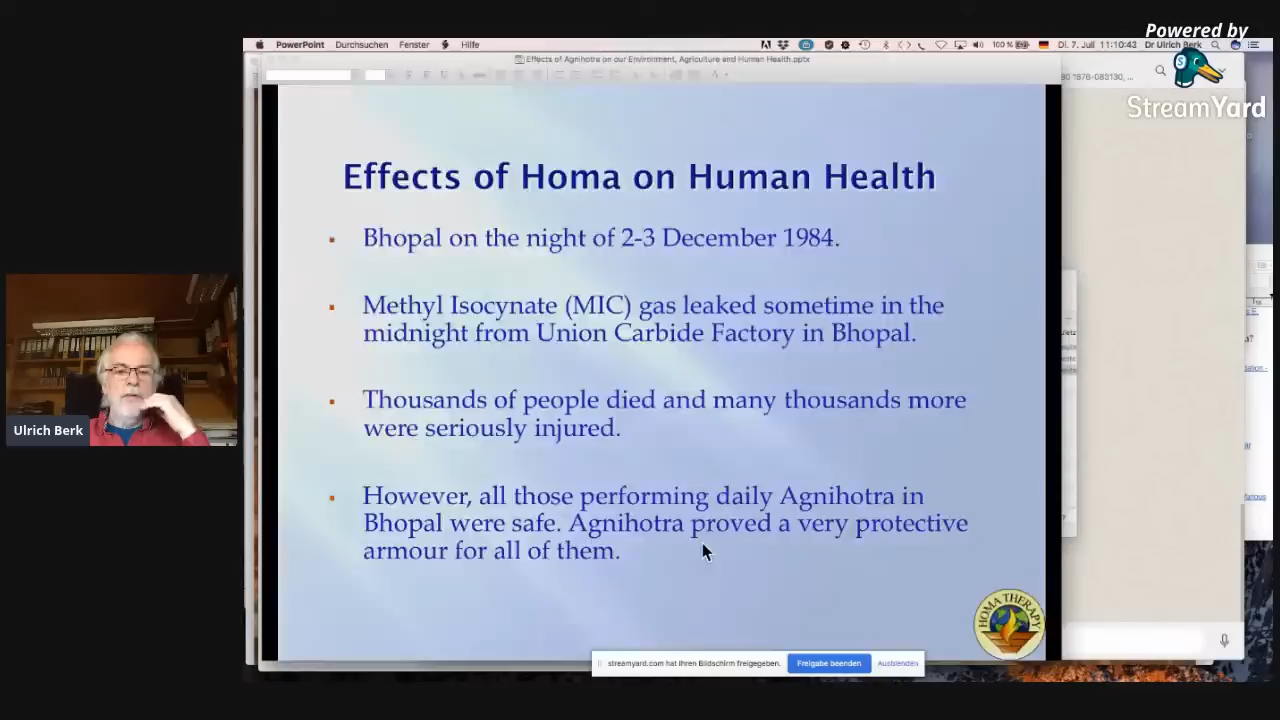 Powered by
StreamYard
PowerPoint Durchsuchen Fenster Hilfe
100 % Di. 7. Juli 11:10:43 Dr Ulrich Berk
Effects of Agnihotra on our Environment, Agriculture and Human Health.pptx
Effects of Homa on Human Health
Bhopal on the night of 2-3 December 1984.
Methyl Isocynate (MIC) gas leaked sometime in the
midnight from Union Carbide Factory in Bhopal.
Thousands of people died and many thousands more
were seriously injured.
However, all those performing daily Agnihotra in
Bhopal were safe. Agnihotra proved a very protective
armour for all of them.
HOMA THERAPY
Ulrich Berk
streamyard.com hat Ihren Bildschirm freigegeben.
Freigabe beenden
Ausblenden